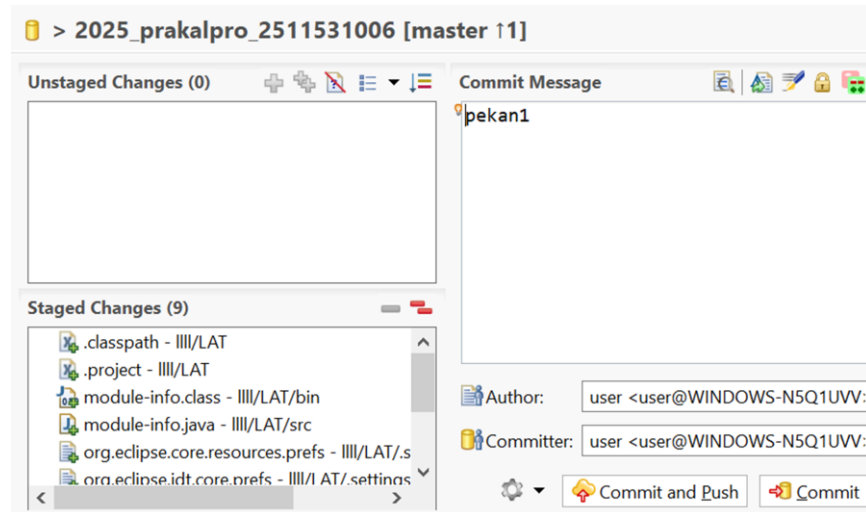 > 2025_prakalpro_2511531006 [master ↑1]
Unstaged Changes (0)
Commit Message
pekan1
Staged Changes (9)
.classpath - llll/LAT
.project - llll/LAT
module-info.class - llll/LAT/bin
module-info.java - llll/LAT/src
org.eclipse.core.resources.prefs - llll/LAT/.s
org.eclipse.jdt.core.prefs - llll/LAT/.settings
Author: user <user@WINDOWS-N5Q1UVV:
Committer: user <user@WINDOWS-N5Q1UVV:
Commit and Push
Commit